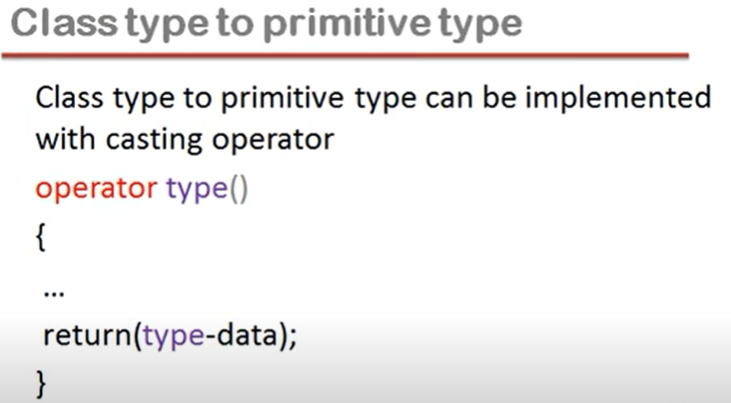 Class type to primitive type
Class type to primitive type can be implemented
with casting operator
operator type()
{
...
return(type-data);
}